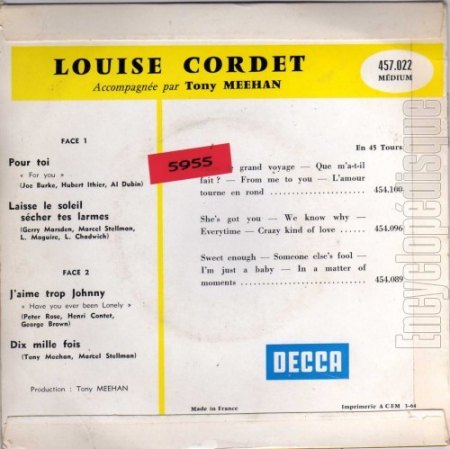 LOUISE CORDET
Accompagnée par Tony MEEHAN
457.022
MÉDIUM
FACE 1
Pour toi
« For you »
(Joe Burke, Hubert Ithier, Al Dubin)
Laisse le soleil
sécher tes larmes
(Gerry Marsden, Marcel Stellman,
L. Maguire, L. Chadwich)
FACE 2
J'aime trop Johnny
« Have you ever been Lonely »
(Peter Rose, Henri Contet,
George Brown)
Dix mille fois
(Tony Meehan, Marcel Stellman)
Production : Tony MEEHAN
5955
En 45 Tours
grand voyage — Que m'a-t-il
fait ? — From me to you — L'amour
tourne en rond 454.100
She's got you — We know why —
Everytime — Crazy kind of love 454.096
Sweet enough — Someone else's fool —
I'm just a baby — In a matter of
moments 454.089
DECCA
Made in France
Imprimerie A C E M 1-64
Encyclopédisque